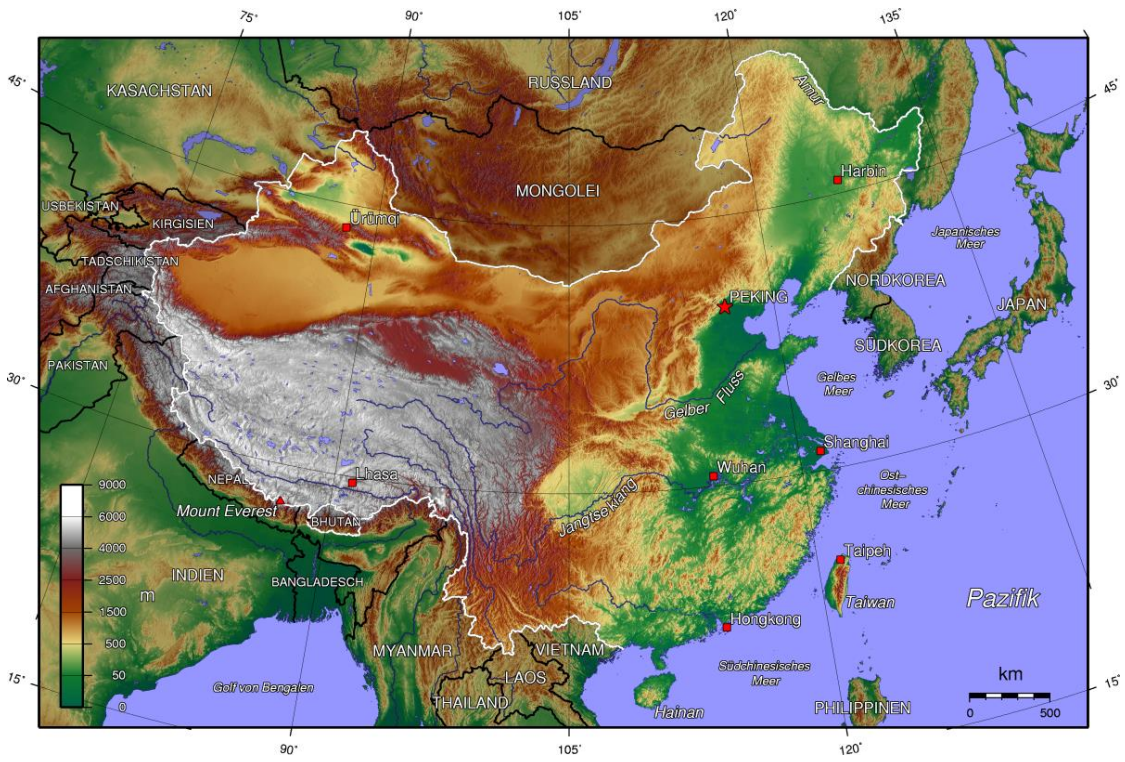 75°
90°
105°
120°
135°
45°
KASACHSTAN
RUSSLAND
Amur
45°
MONGOLEI
Harbin
USBEKISTAN
KIRGISIEN
Ürümqi
Japanisches
Meer
TADSCHIKISTAN
AFGHANISTAN
NORDKOREA
PEKING
JAPAN
PAKISTAN
SÜDKOREA
30°
Gelbes
Meer
30°
Gelber Fluss
Shanghai
Wuhan
Lhasa
NEPAL
Ost–
chinesisches
Meer
9000
6000
4000
2500
1500
500
50
0
m
Mount Everest
BHUTAN
Jangtsekiang
Taipeh
INDIEN
BANGLADESCH
Taiwan
Pazifik
Hongkong
MYANMAR
VIETNAM
LAOS
Südchinesisches
Meer
km
0
500
15°
Golf von Bengalen
THAILAND
Hainan
PHILIPPINEN
15°
90°
105°
120°